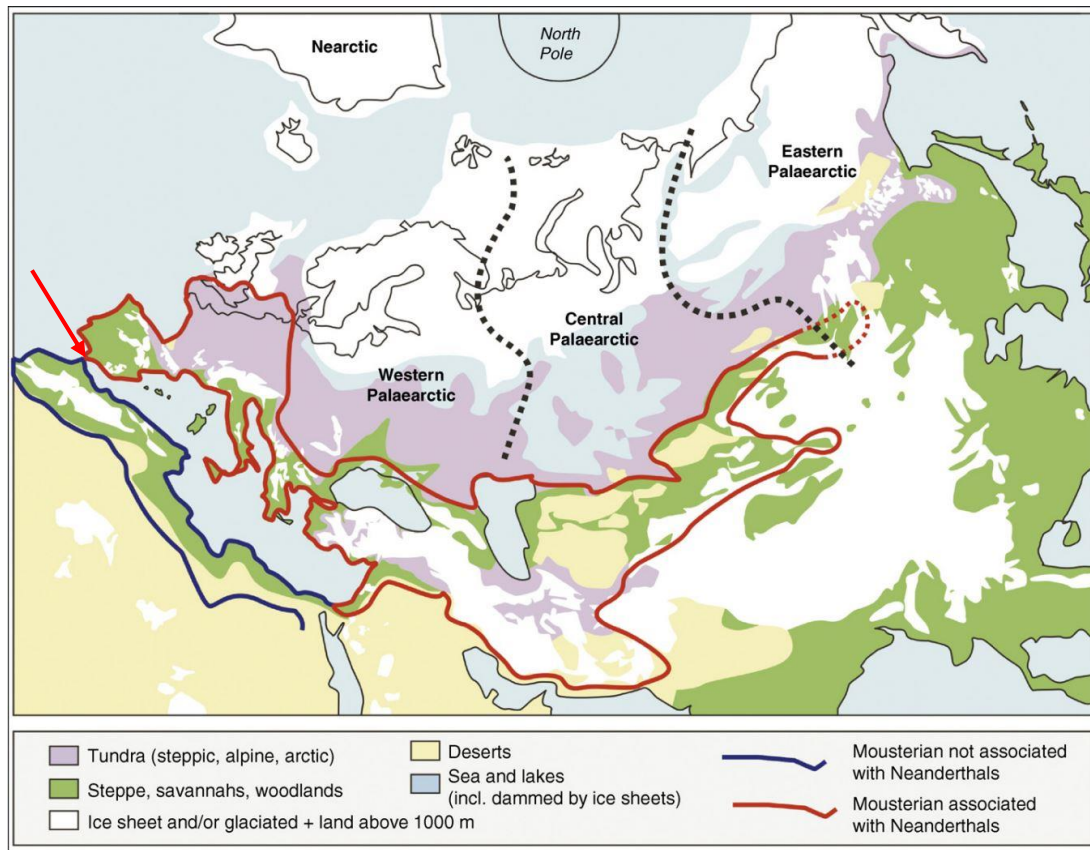 Nearctic
North
Pole
Eastern
Palaearctic
Central
Palaearctic
Western
Palaearctic
Tundra (steppic, alpine, arctic)
Steppe, savannahs, woodlands
Ice sheet and/or glaciated + land above 1000 m
Deserts
Sea and lakes
(incl. dammed by ice sheets)
Mousterian not associated
with Neanderthals
Mousterian associated
with Neanderthals